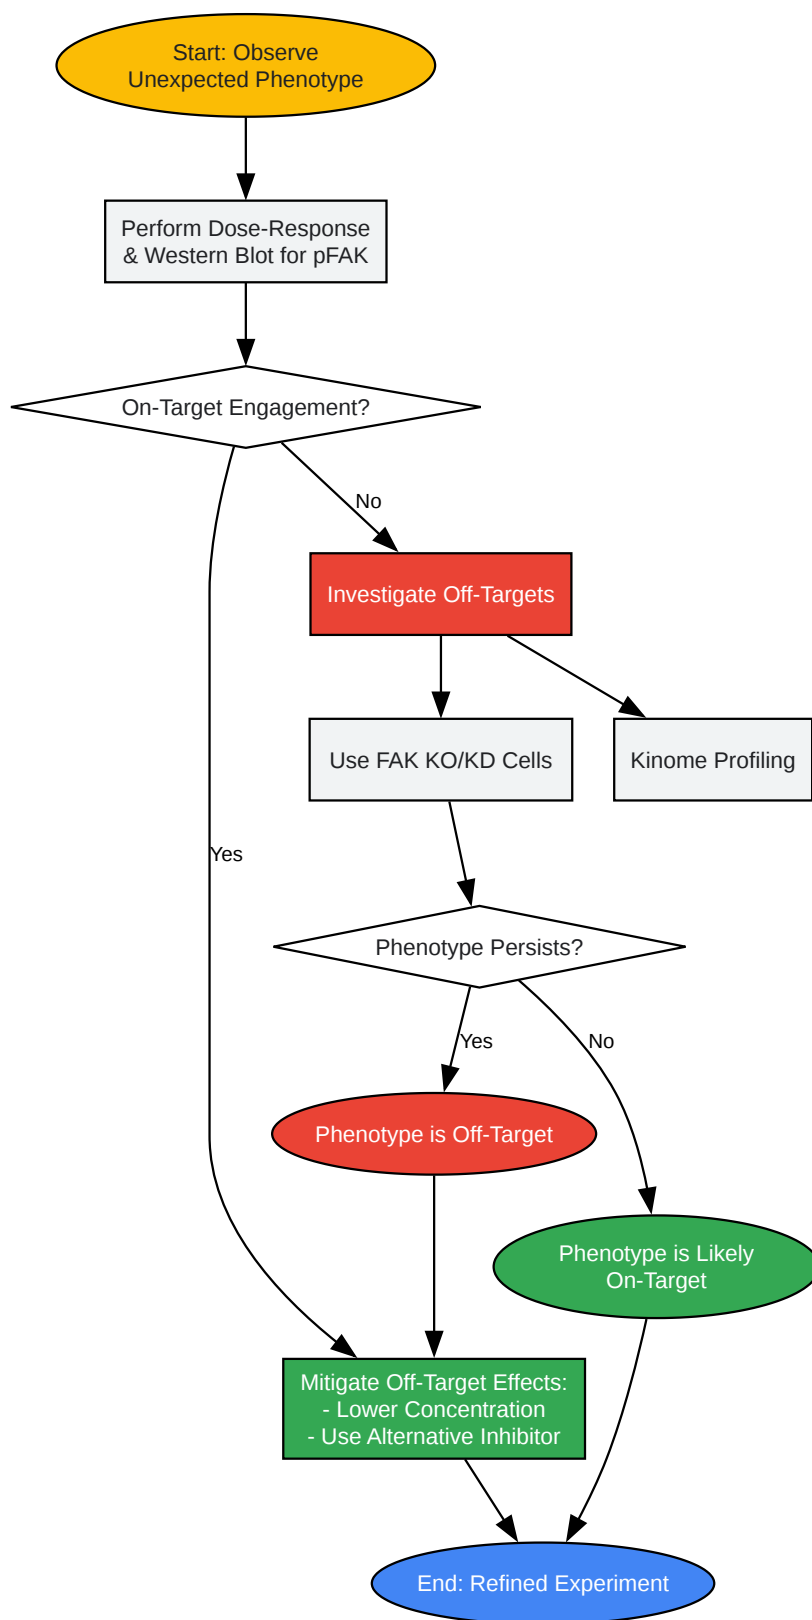 Start: Observe
Unexpected Phenotype
Perform Dose-Response
& Western Blot for pFAK
On-Target Engagement?
No
Investigate Off-Targets
Use FAK KO/KD Cells
Kinome Profiling
Yes
Phenotype Persists?
Yes
No
Phenotype is Off-Target
Phenotype is Likely
On-Target
Mitigate Off-Target Effects:
- Lower Concentration
- Use Alternative Inhibitor
End: Refined Experiment